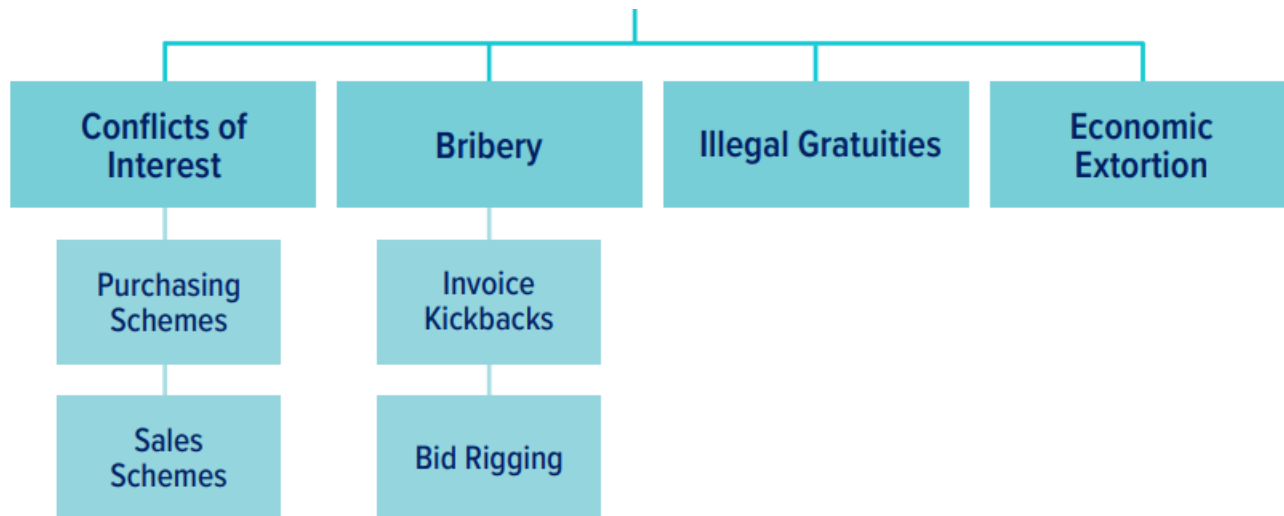 Conflicts of
Interest
Bribery
Illegal Gratuities
Economic
Extortion
Purchasing
Schemes
Invoice
Kickbacks
Sales
Schemes
Bid Rigging